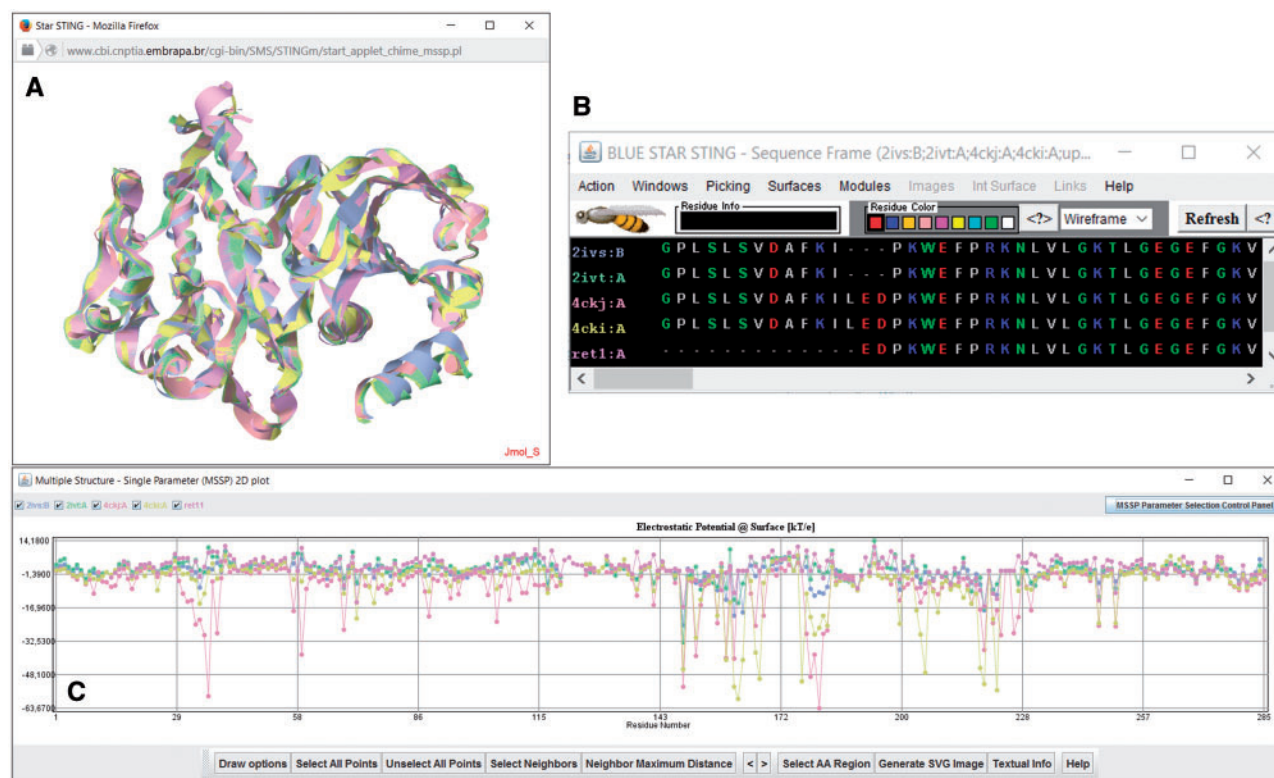 Star STING - Mozilla Firefox
www.cbi.cnptia.embrapa.br/cgi-bin/SMS/STINGm/start_applet_chime_mssp.pl
A
Jmol_S
B
BLUE STAR STING - Sequence Frame (2ivs:B;2ivt:A;4ckj:A;4cki:A;up...
Action Windows Picking Surfaces Modules Images Int Surface Links Help
Residue Info Residue Color <?> Wireframe Refresh <?
2ivs:B G P L S L S V D A F K I - - - P K W E F P R K N L V L G K T L G E G E F G K V
2ivt:A G P L S L S V D A F K I - - - P K W E F P R K N L V L G K T L G E G E F G K V
4ckj:A G P L S L S V D A F K I L E D P K W E F P R K N L V L G K T L G E G E F G K V
4cki:A G P L S L S V D A F K I L E D P K W E F P R K N L V L G K T L G E G E F G K V
ret1:A - - - - - - - - - - - - - - E D P K W E F P R K N L V L G K T L G E G E F G K V
Multiple Structure - Single Parameter (MSSP) 2D plot
2ivs:B 2ivt:A 4ckj:A 4cki:A ret11
MSSP Parameter Selection Control Panel
Electrostatic Potential @ Surface [kT/e]
14,1800
-1,3900
-16,9600
-32,5300
-48,1000
-63,6700
C
1 29 58 86 115 143 172 200 228 257 285
Residue Number
Draw options Select All Points Unselect All Points Select Neighbors Neighbor Maximum Distance < > Select AA Region Generate SVG Image Textual Info Help